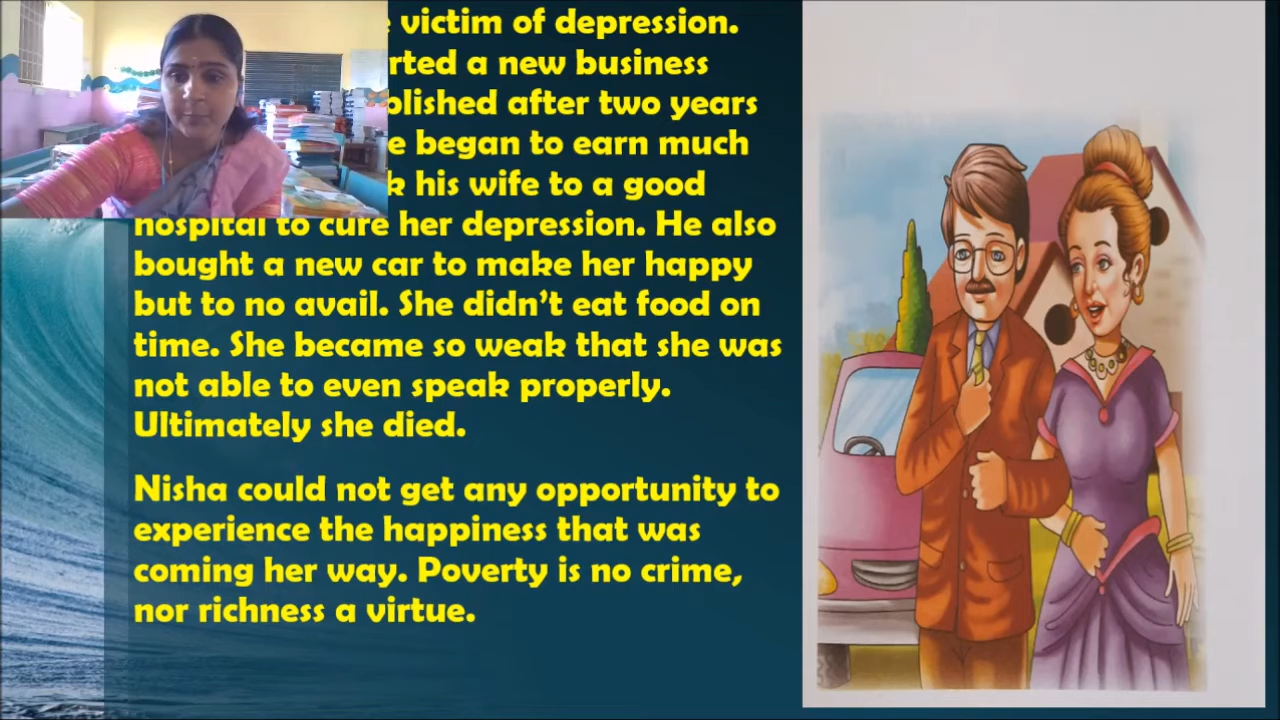 victim of depression.
a new business
after two years
began to earn much
his wife to a good
hospital to cure her depression. He also
bought a new car to make her happy
but to no avail. She didn't eat food on
time. She became so weak that she was
not able to even speak properly.
Ultimately she died.
Nisha could not get any opportunity to
experience the happiness that was
coming her way. Poverty is no crime,
nor richness a virtue.